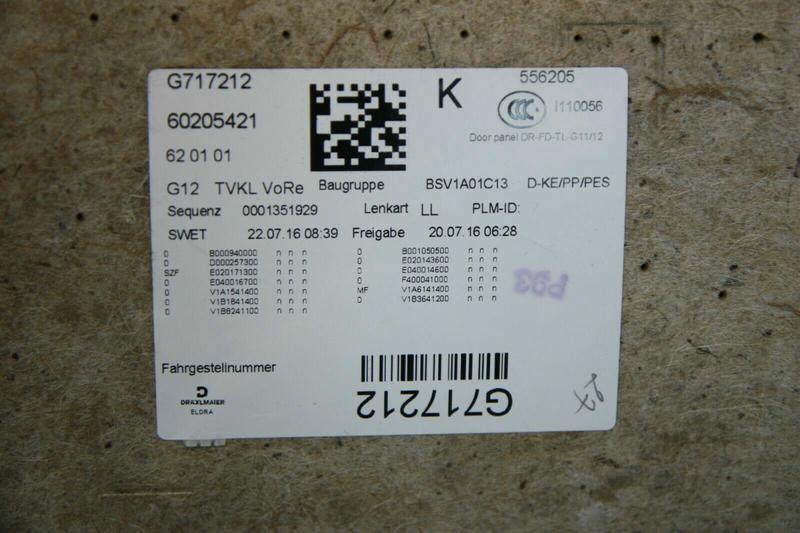 G717212
60205421
62 01 01
K
556205
CCC
I110056
Door panel DR-FD-TL-G11/12
G12 TVKL VoRe Baugruppe BSV1A01C13 D-KE/PP/PES
Sequenz 0001351929 Lenkart LL PLM-ID:
SWET 22.07.16 08:39 Freigabe 20.07.16 06:28
0 B000940000 n n n 0 B001050500 n n n
0 D000257300 n n n 0 E020143600 n n n
SZF E020171300 n n n 0 E040014600 n n n
0 E040016700 n n n 0 F400041000 n n n
0 V1A1541400 n n n MF V1A6141400 n n n
0 V1B1841400 n n n 0 V1B3641200 n n n
0 V1B8241100 n n n
P93
Fahrgestellnummer
DRÄXLMAIER
ELDRA
G717212